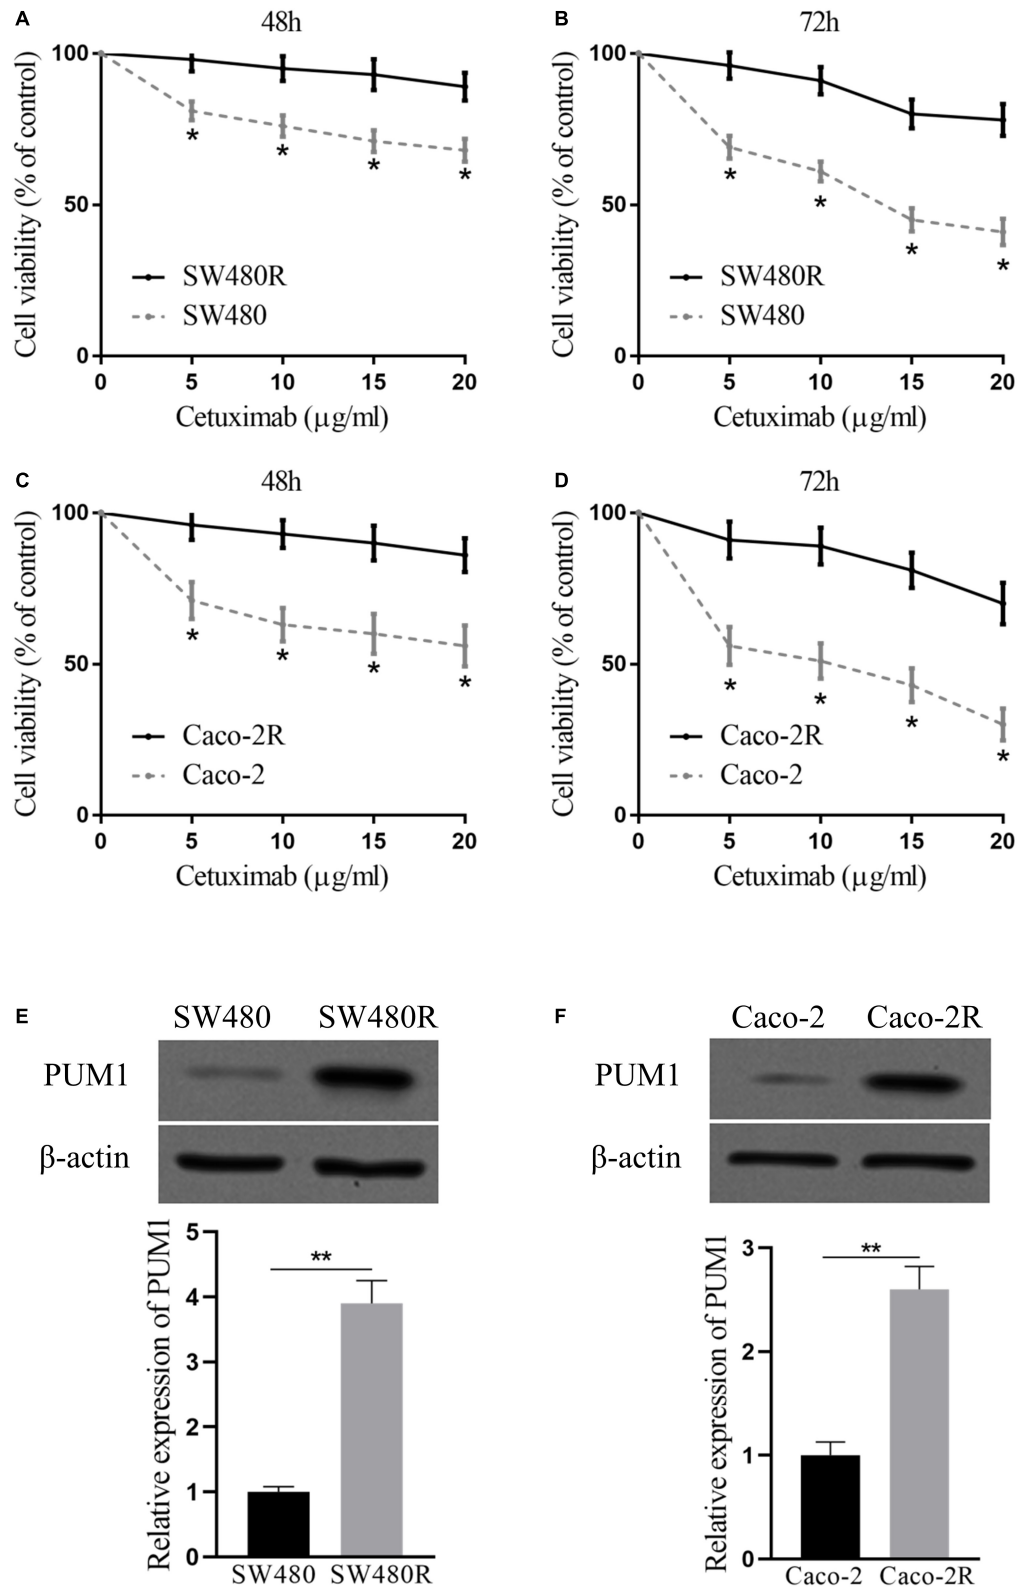 A
48h
Cell viability (% of control)
100
50
0
SW480R
SW480
*
*
*
*
0 5 10 15 20
Cetuximab (μg/ml)
B
72h
Cell viability (% of control)
100
50
0
SW480R
SW480
*
*
*
*
0 5 10 15 20
Cetuximab (μg/ml)
C
48h
Cell viability (% of control)
100
50
0
Caco-2R
Caco-2
*
*
*
*
0 5 10 15 20
Cetuximab (μg/ml)
D
72h
Cell viability (% of control)
100
50
0
Caco-2R
Caco-2
*
*
*
*
0 5 10 15 20
Cetuximab (μg/ml)
E
SW480 SW480R
PUM1
β-actin
Relative expression of PUM1
5
4
3
2
1
0
**
SW480 SW480R
F
Caco-2 Caco-2R
PUM1
β-actin
Relative expression of PUM1
3
2
1
0
**
Caco-2 Caco-2R